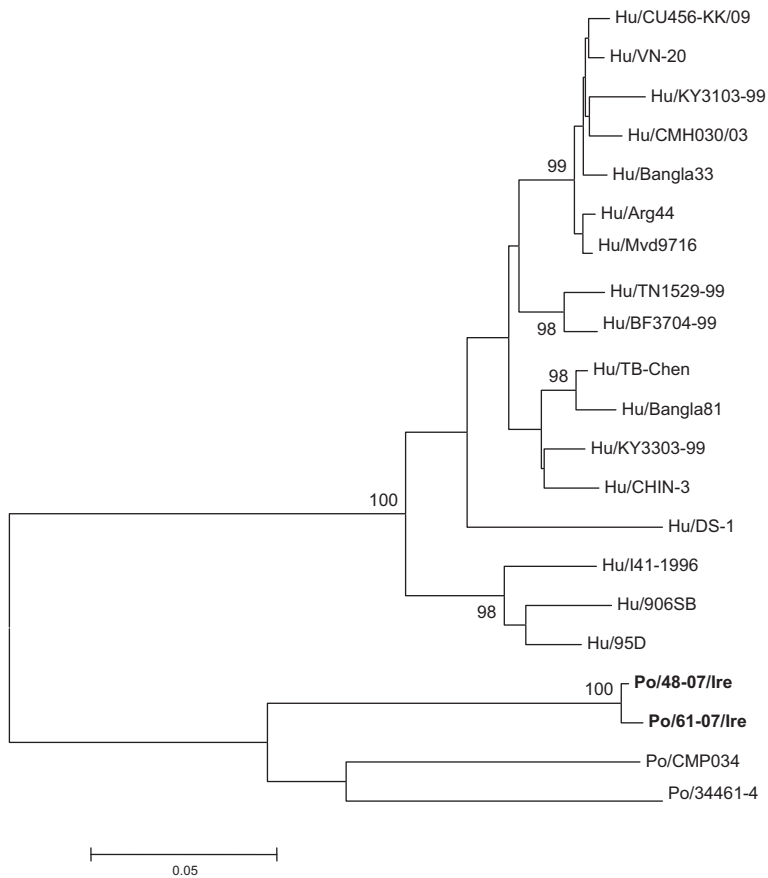 Hu/CU456-KK/09
Hu/VN-20
Hu/KY3103-99
Hu/CMH030/03
99
Hu/Bangla33
Hu/Arg44
Hu/Mvd9716
Hu/TN1529-99
98
Hu/BF3704-99
98
Hu/TB-Chen
Hu/Bangla81
Hu/KY3303-99
Hu/CHIN-3
100
Hu/DS-1
Hu/I41-1996
98
Hu/906SB
Hu/95D
100
Po/48-07/Ire
Po/61-07/Ire
Po/CMP034
Po/34461-4
0.05